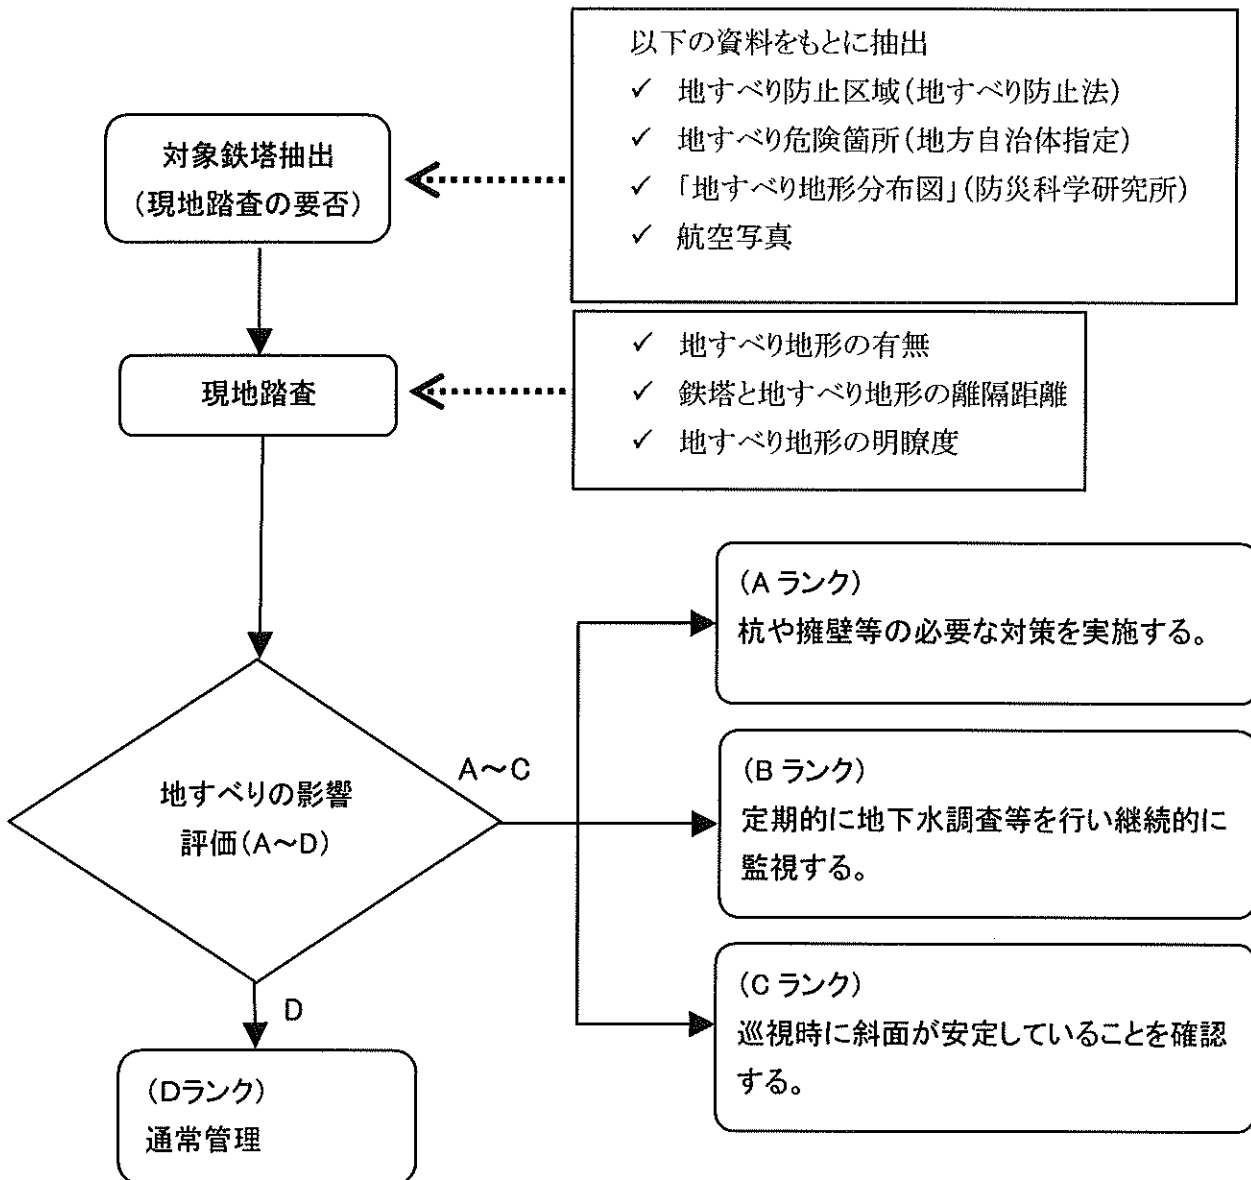 以下の資料をもとに抽出
✓ 地すべり防止区域(地すべり防止法)
✓ 地すべり危険箇所(地方自治体指定)
✓ 「地すべり地形分布図」(防災科学研究所)
✓ 航空写真
対象鉄塔抽出
(現地踏査の要否)
✓ 地すべり地形の有無
✓ 鉄塔と地すべり地形の離隔距離
✓ 地すべり地形の明瞭度
現地踏査
(A ランク)
杭や擁壁等の必要な対策を実施する。
A～C
地すべりの影響
評価(A～D)
(B ランク)
定期的に地下水調査等を行い継続的に
監視する。
(C ランク)
巡視時に斜面が安定していることを確認
する。
D
(Dランク)
通常管理